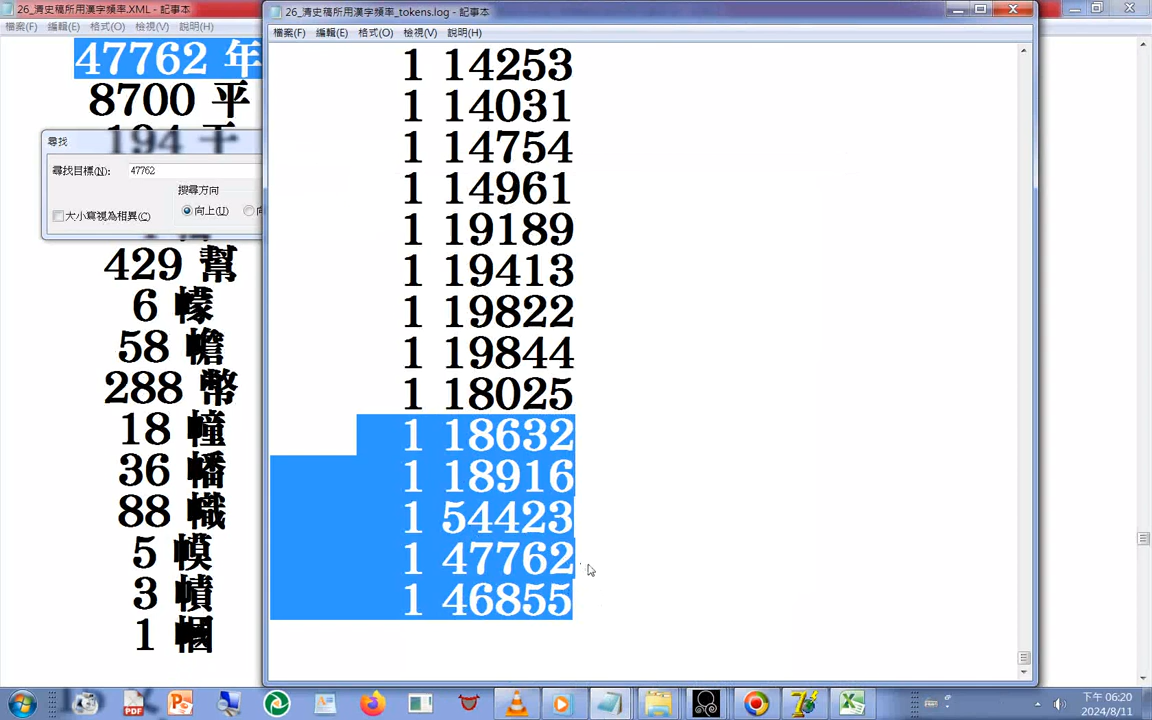 26_清史稿所用漢字頻率.XML - 記事本
檔案(F) 編輯(E) 格式(O) 檢視(V) 說明(H)
47762 年
8700 平
194 干
尋找
尋找目標(N): 47762
搜尋方向
大小寫視為相異(C)
向上(U)
429 幫
6 幪
58 幨
288 幣
18 幢
36 幡
88 幟
5 幙
3 幘
1 幗
26_清史稿所用漢字頻率_tokens.log - 記事本
檔案(F) 編輯(E) 格式(O) 檢視(V) 說明(H)
1 14253
1 14031
1 14754
1 14961
1 19189
1 19413
1 19822
1 19844
1 18025
1 18632
1 18916
1 54423
1 47762
1 46855
PDF
下午 06:20
2024/8/11